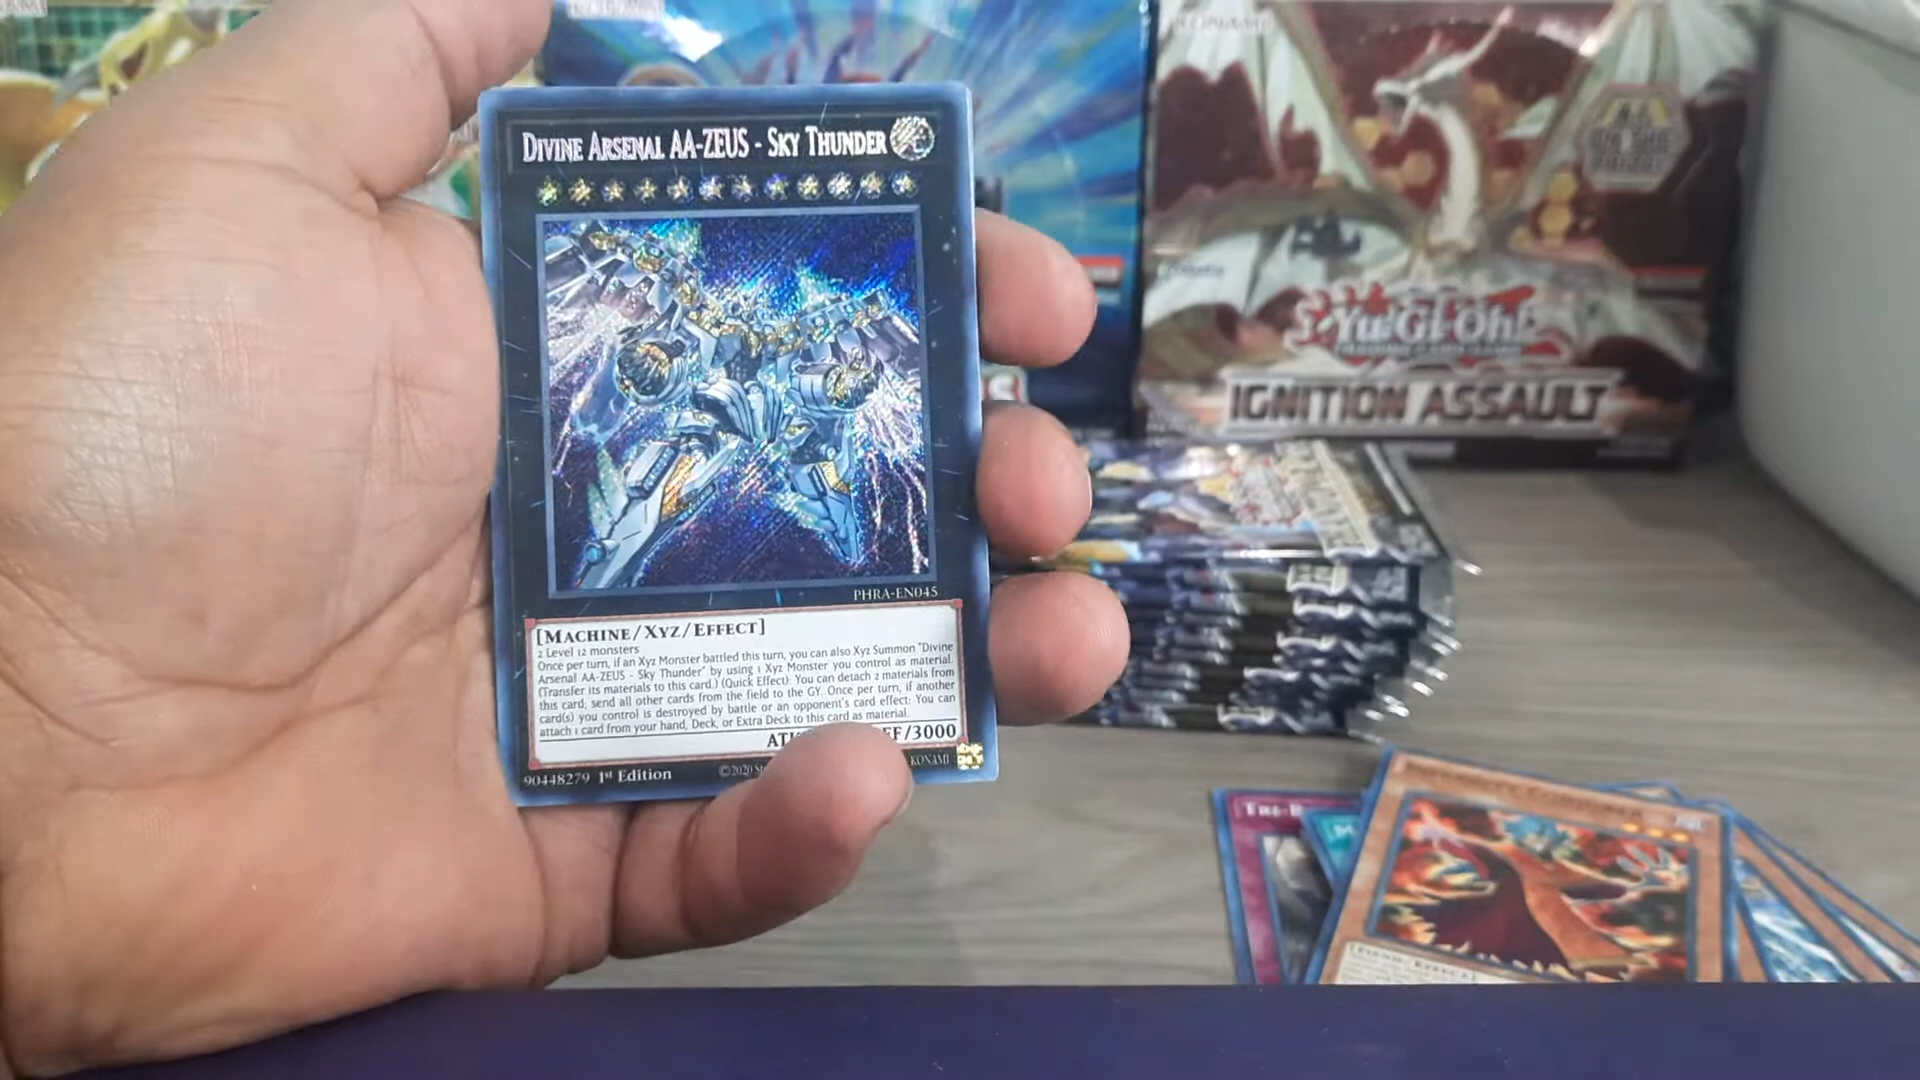 DIVINE ARSENAL AA-ZEUS - SKY THUNDER
PHRA-EN045
[MACHINE/XYZ/EFFECT]
2 Level 12 monsters
Once per turn, if an Xyz Monster battled this turn, you can also Xyz Summon "Divine
Arsenal AA-ZEUS - Sky Thunder" by using 1 Xyz Monster you control as material.
(Transfer its materials to this card.) (Quick Effect): You can detach 2 materials from
this card; send all other cards from the field to the GY. Once per turn, if another
card(s) you control is destroyed by battle or an opponent's card effect: You can
attach 1 card from your hand, Deck, or Extra Deck to this card as material.
/3000
90448279 1st Edition
©2020
KONAMI
Yu-Gi-Oh!
TRADING CARD GAME
IGNITION ASSAULT
TRI-B
[FIEND/EFFECT]